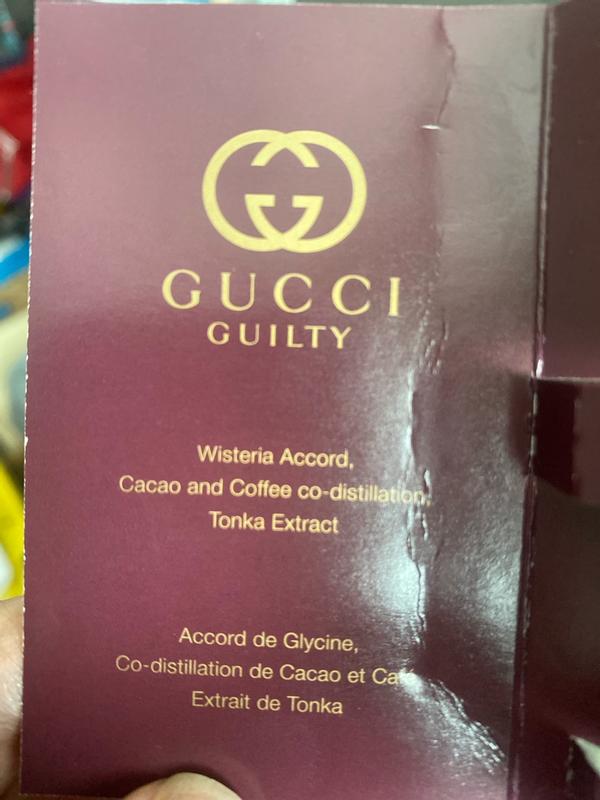 GUCCI
GUILTY
Wisteria Accord,
Cacao and Coffee co-distillation,
Tonka Extract
Accord de Glycine,
Co-distillation de Cacao et Café
Extrait de Tonka